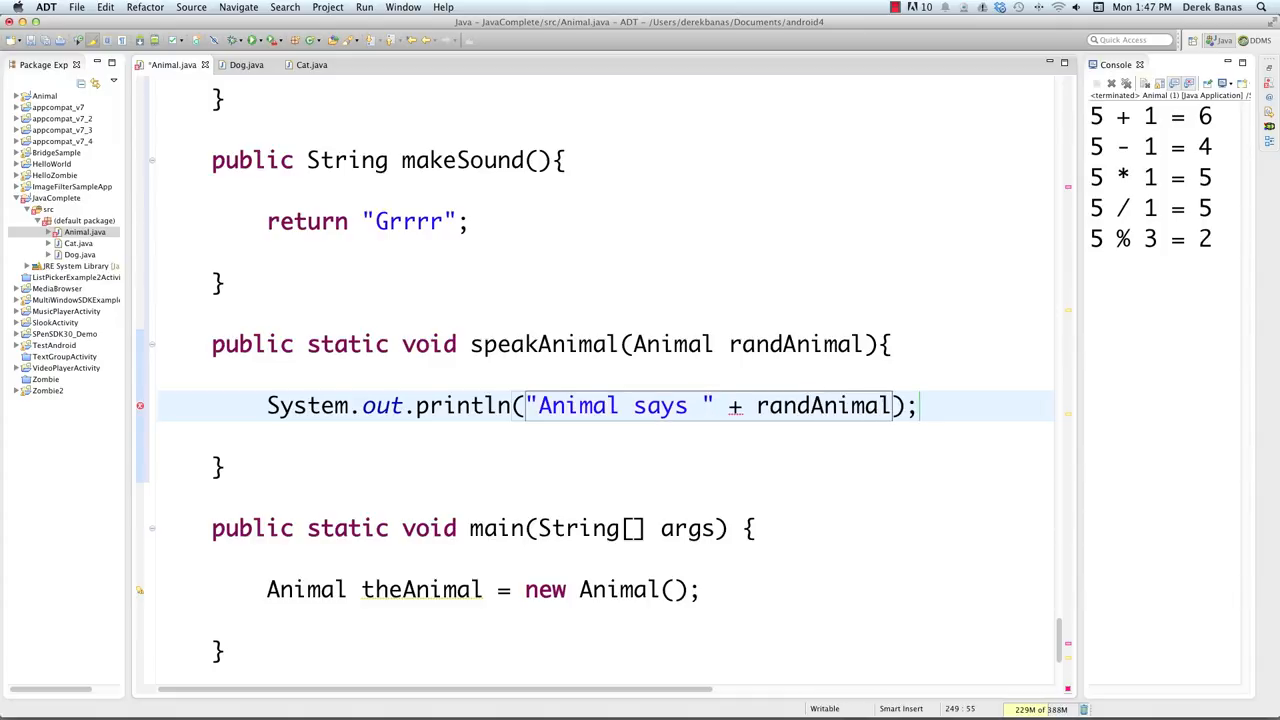 ADT File Edit Refactor Source Navigate Search Project Run Window Help 10 Mon 1:47 PM Derek Banas
Java – JavaComplete/src/Animal.java – ADT – /Users/derekbanas/Documents/android4
Quick Access Java DDMS
Package Exp
*Animal.java Dog.java Cat.java
Console
Animal
appcompat_v7
appcompat_v7_2
appcompat_v7_3
appcompat_v7_4
BridgeSample
HelloWorld
HelloZombie
ImageFilterSampleApp
JavaComplete
src
(default package)
Animal.java
Cat.java
Dog.java
JRE System Library [
ListPickerExample2Activi
MediaBrowser
MultiWindowSDKExample
MusicPlayerActivity
SlookActivity
SPenSDK30_Demo
TestAndroid
TextGroupActivity
VideoPlayerActivity
Zombie
Zombie2
}
public String makeSound(){
return "Grrrr";
}
public static void speakAnimal(Animal randAnimal){
System.out.println("Animal says " + randAnimal);
}
public static void main(String[] args) {
Animal theAnimal = new Animal();
}
<terminated> Animal (1) [Java Application] /S
5 + 1 = 6
5 - 1 = 4
5 * 1 = 5
5 / 1 = 5
5 % 3 = 2
Writable Smart Insert 249 : 55 229M of 388M